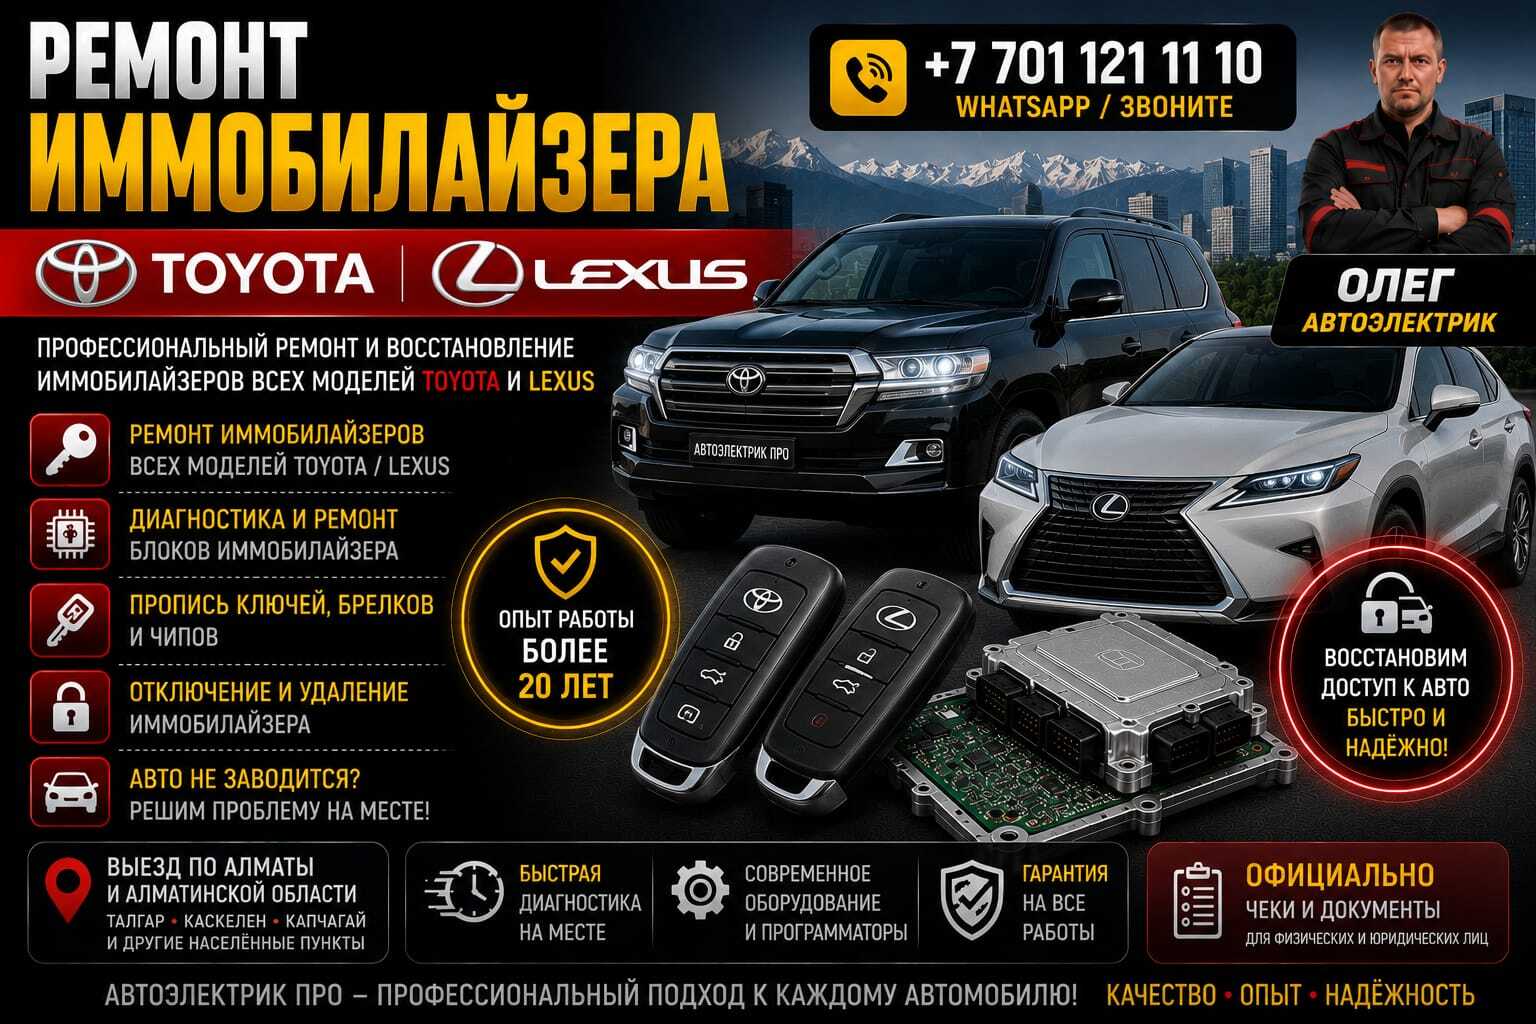 РЕМОНТ
ИММОБИЛАЙЗЕРА
TOYOTA
LEXUS
+7 701 121 11 10
WHATSAPP / ЗВОНИТЕ
ОЛЕГ
АВТОЭЛЕКТРИК
ПРОФЕССИОНАЛЬНЫЙ РЕМОНТ И ВОССТАНОВЛЕНИЕ
ИММОБИЛАЙЗЕРОВ ВСЕХ МОДЕЛЕЙ TOYOTA И LEXUS
РЕМОНТ ИММОБИЛАЙЗЕРОВ
ВСЕХ МОДЕЛЕЙ TOYOTA / LEXUS
ДИАГНОСТИКА И РЕМОНТ
БЛОКОВ ИММОБИЛАЙЗЕРА
ПРОПИСЬ КЛЮЧЕЙ, БРЕЛКОВ
И ЧИПОВ
ОТКЛЮЧЕНИЕ И УДАЛЕНИЕ
ИММОБИЛАЙЗЕРА
АВТО НЕ ЗАВОДИТСЯ?
РЕШИМ ПРОБЛЕМУ НА МЕСТЕ!
АВТОЭЛЕКТРИК ПРО
ОПЫТ РАБОТЫ
БОЛЕЕ
20 ЛЕТ
ВОССТАНОВИМ
ДОСТУП К АВТО
БЫСТРО И
НАДЁЖНО!
ВЫЕЗД ПО АЛМАТЫ
И АЛМАТИНСКОЙ ОБЛАСТИ
ТАЛГАР • КАСКЕЛЕН • КАПЧАГАЙ
И ДРУГИЕ НАСЕЛЁННЫЕ ПУНКТЫ
БЫСТРАЯ
ДИАГНОСТИКА
НА МЕСТЕ
СОВРЕМЕННОЕ
ОБОРУДОВАНИЕ
И ПРОГРАММАТОРЫ
ГАРАНТИЯ
НА ВСЕ
РАБОТЫ
ОФИЦИАЛЬНО
ЧЕКИ И ДОКУМЕНТЫ
ДЛЯ ФИЗИЧЕСКИХ И ЮРИДИЧЕСКИХ ЛИЦ
АВТОЭЛЕКТРИК ПРО – ПРОФЕССИОНАЛЬНЫЙ ПОДХОД К КАЖДОМУ АВТОМОБИЛЮ!
КАЧЕСТВО • ОПЫТ • НАДЁЖНОСТЬ